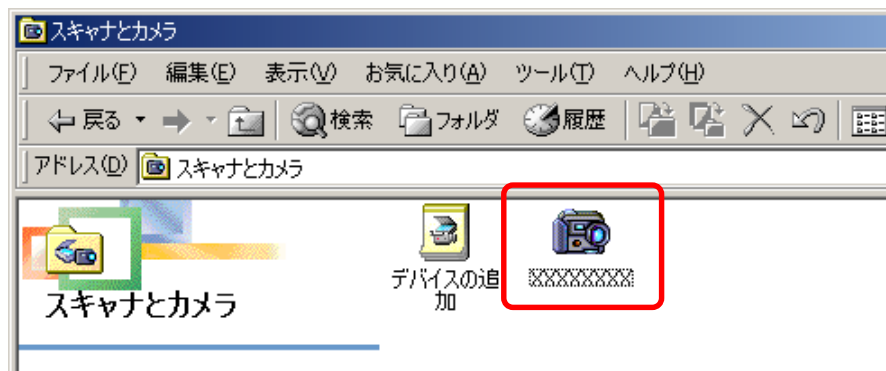 スキャナとカメラ
ファイル(F) 編集(E) 表示(V) お気に入り(A) ツール(T) ヘルプ(H)
戻る 検索 フォルダ 履歴
アドレス(D) スキャナとカメラ
スキャナとカメラ
デバイスの追
加
XXXXXXXXX